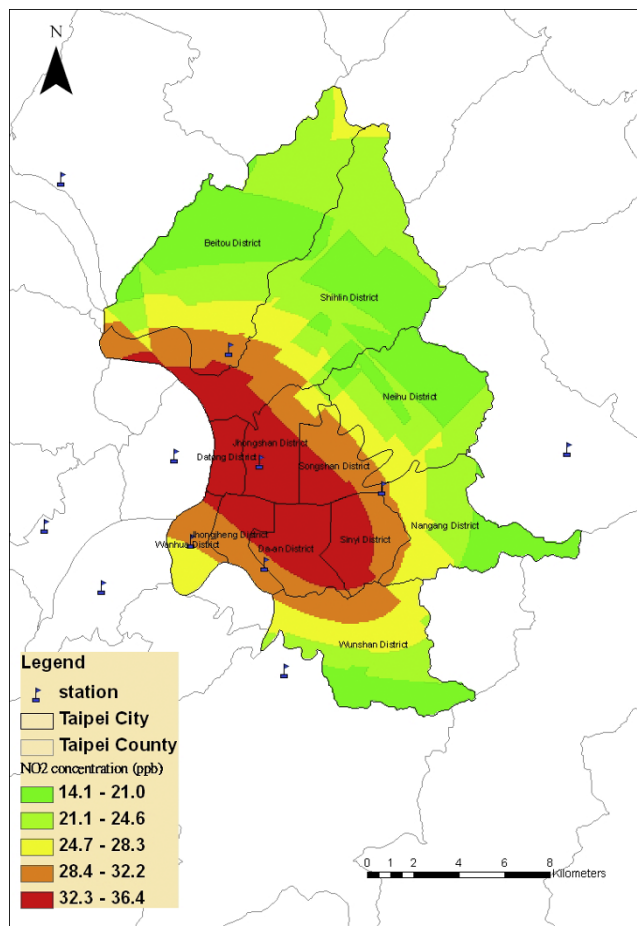 N
Beitou District
Shihlin District
Neihu District
Jhongshan District
Datong District
Songshan District
Nangang District
Jhongjheng District
Wanhua District
Da-an District
Sinyi District
Wunshan District
Legend
station
Taipei City
Taipei County
NO2 concentration (ppb)
14.1 - 21.0
21.1 - 24.6
24.7 - 28.3
28.4 - 32.2
32.3 - 36.4
0 1 2 4 6 8
Kilometers